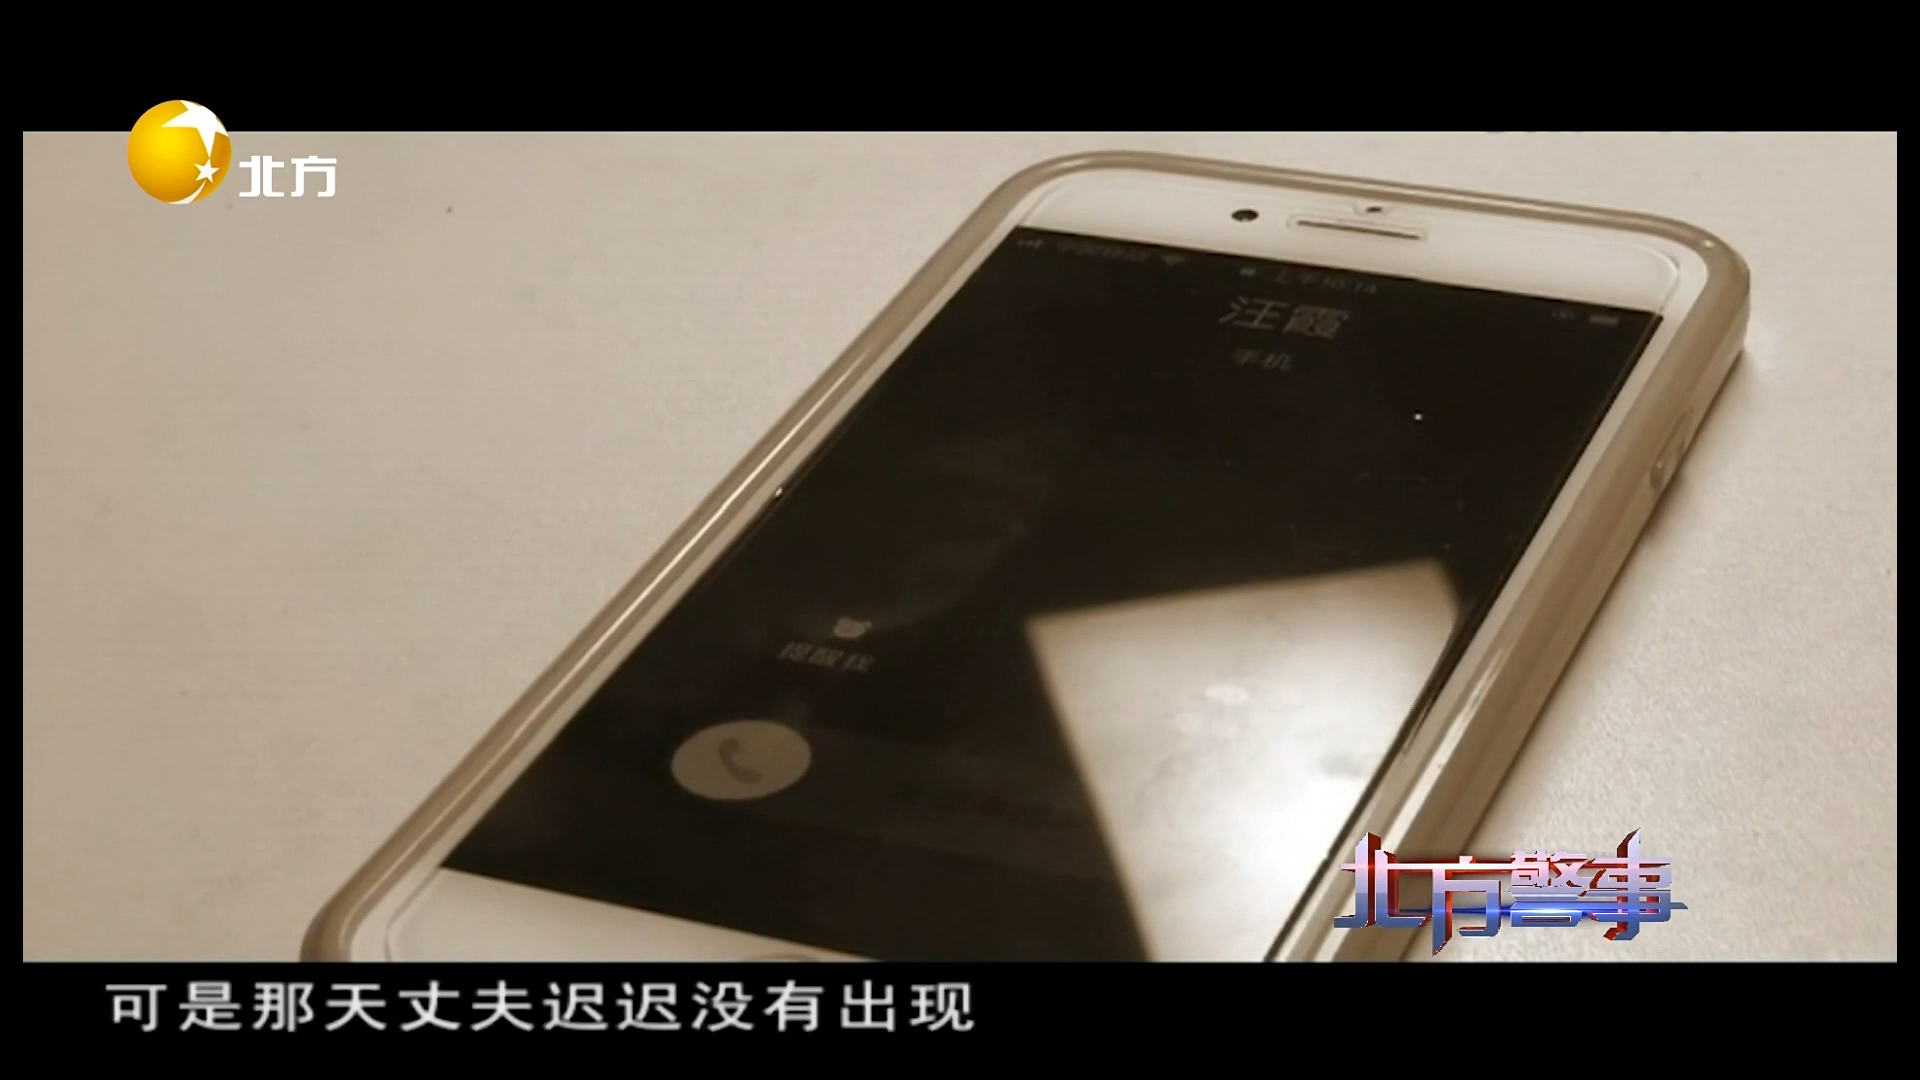 北方
汪霞
手机
提醒我
北方警事
可是那天丈夫迟迟没有出现